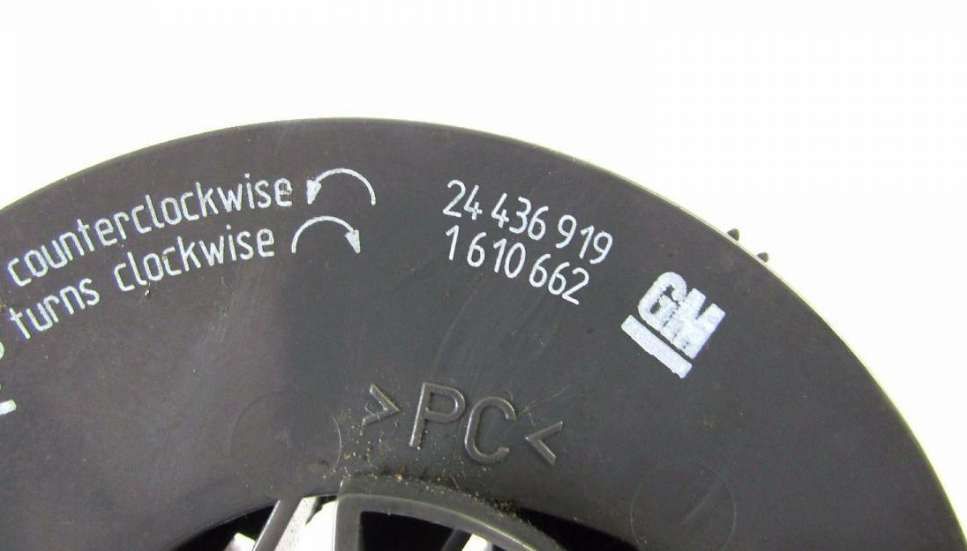 counterclockwise
turns clockwise
24 436 919
1 610 662
GM
>PC<